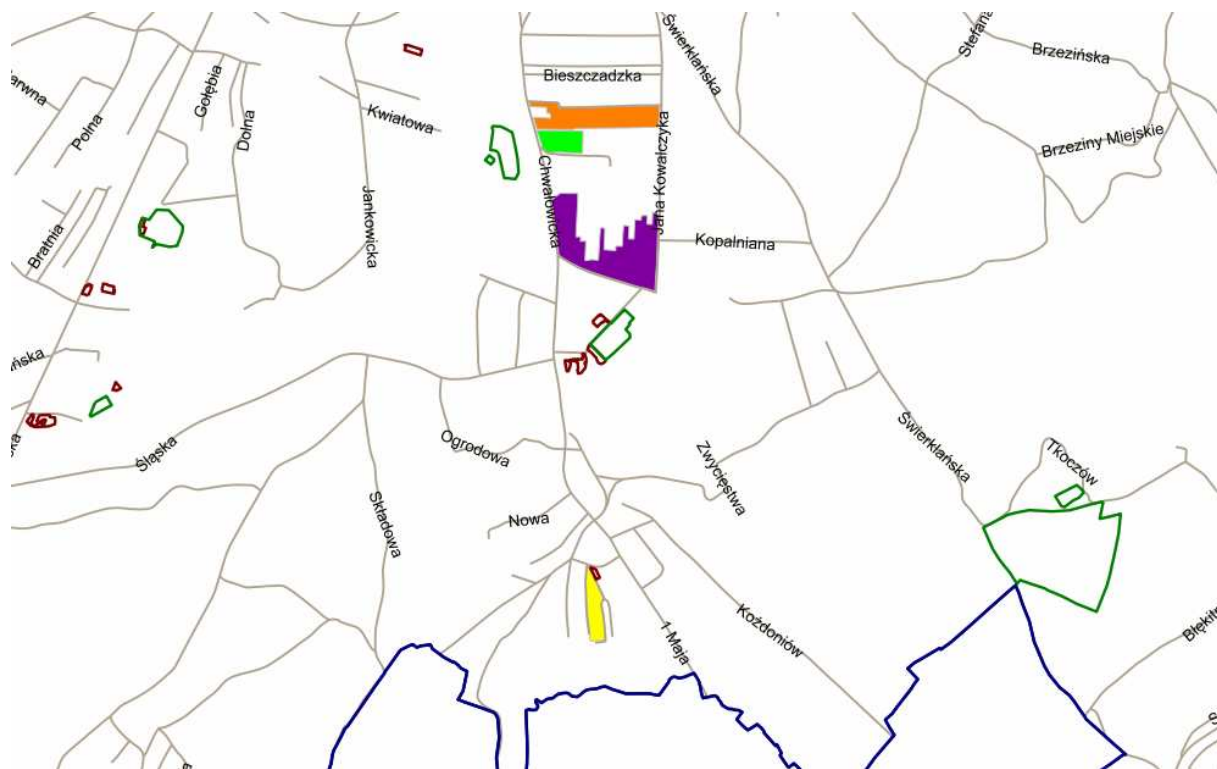 Świerklańska
Stefana
Brzezińska
Bieszczadzka
Gołębia
Polna
Dolna
Kwiatowa
Jana Kowalczyka
Brzeziny Miejskie
Chwałowicka
Jankowicka
Bratnia
Kopalniana
Świerklańska
Śląska
Ogrodowa
Zwycięstwa
Tkoczów
Składowa
Nowa
1 Maja
Kożdoniów